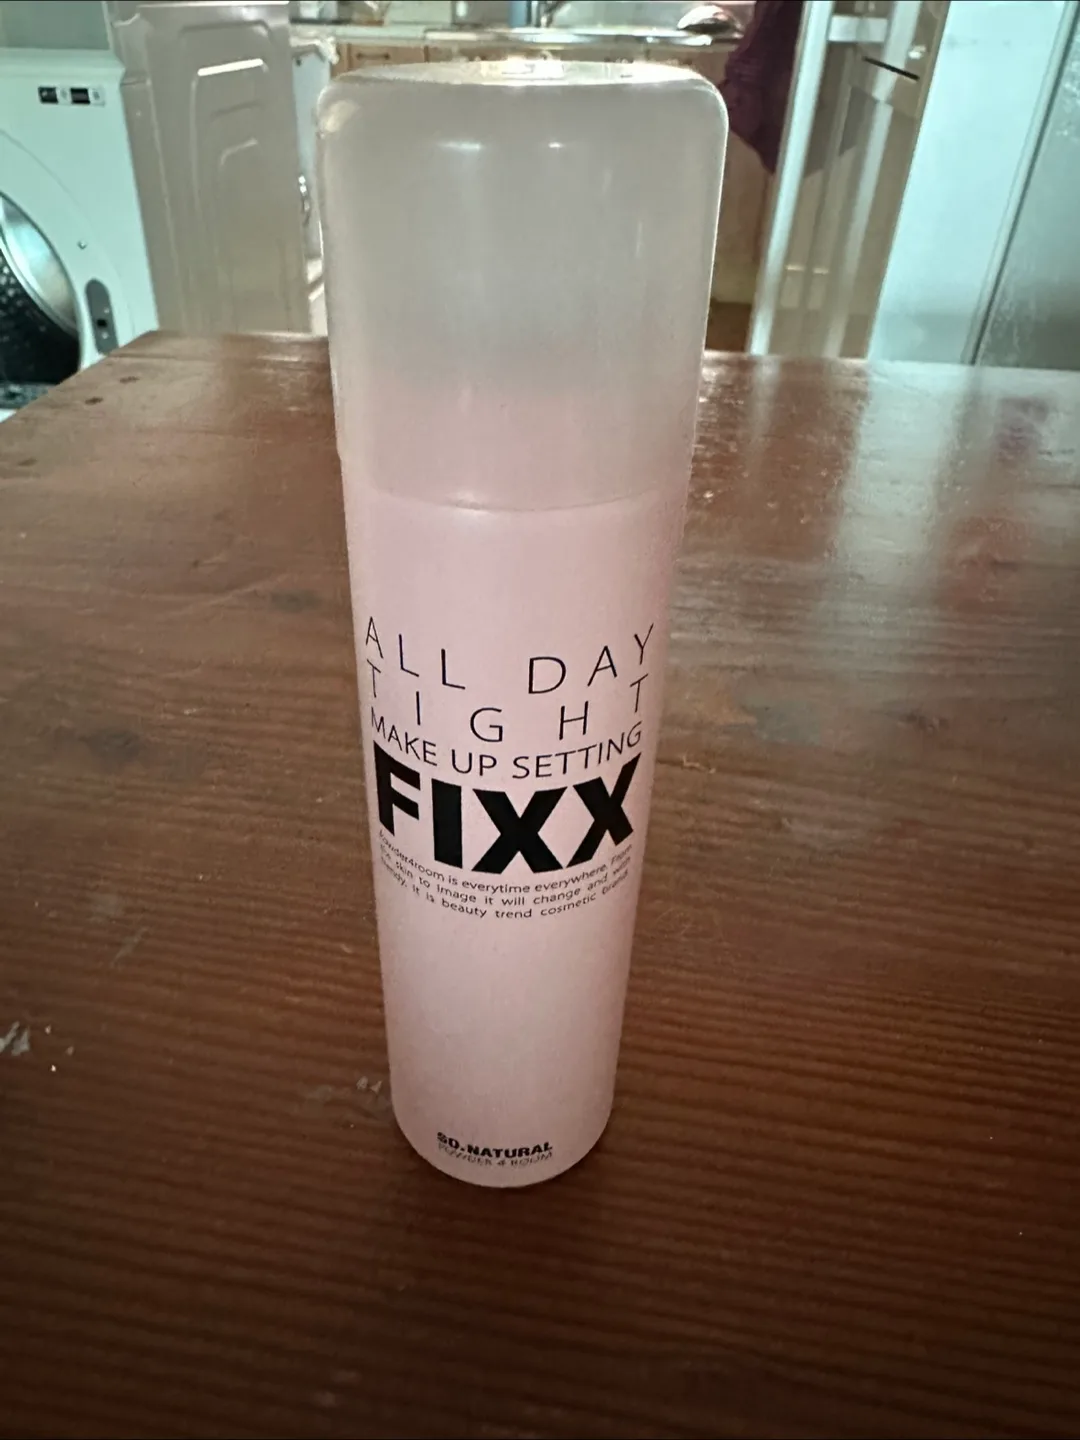 ALL DAY
TIGHT
MAKE UP SETTING
FIXX
Powder4room is everytime everywhere. From
the skin to image it will change and with
trendy. It is beauty trend cosmetic brand
SO.NATURAL
POWDER 4 ROOM